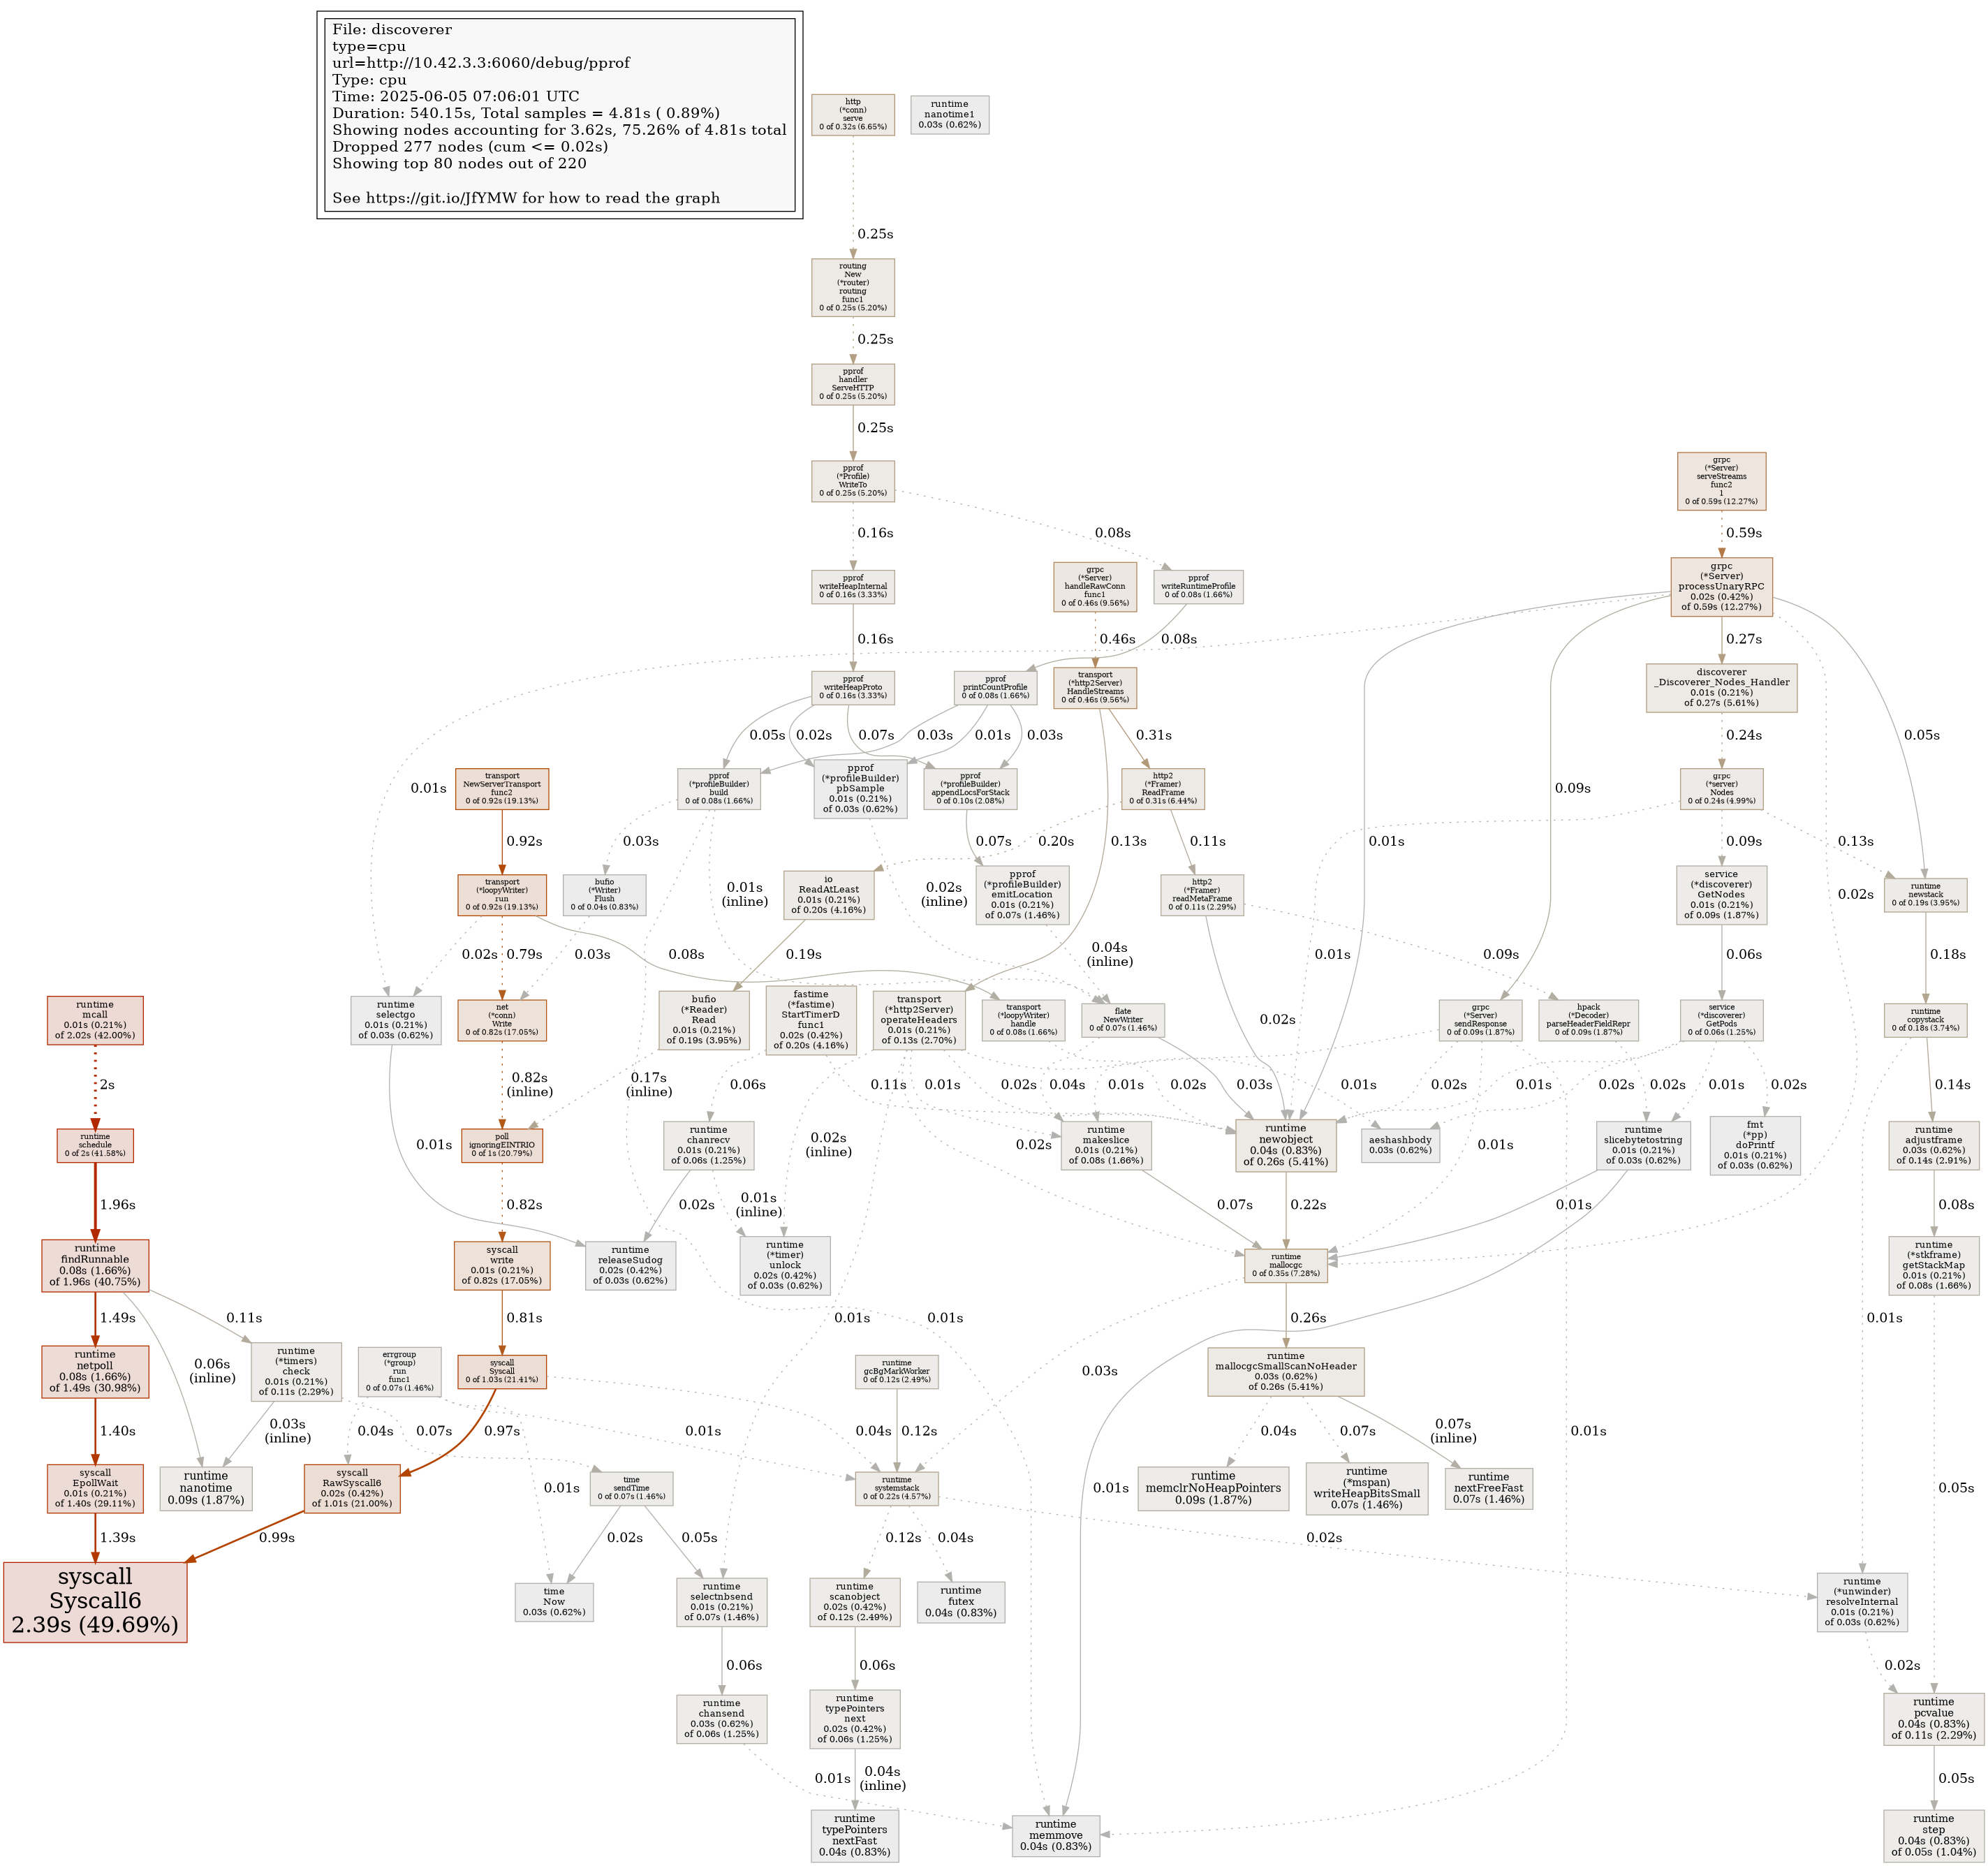 File: discoverer
type=cpu
url=http://10.42.3.3:6060/debug/pprof
Type: cpu
Time: 2025-06-05 07:06:01 UTC
Duration: 540.15s, Total samples = 4.81s ( 0.89%)
Showing nodes accounting for 3.62s, 75.26% of 4.81s total
Dropped 277 nodes (cum <= 0.02s)
Showing top 80 nodes out of 220
See https://git.io/JfYMW for how to read the graph
http
(*conn)
serve
0 of 0.32s (6.65%)
runtime
nanotime1
0.03s (0.62%)
0.25s
routing
New
(*router)
routing
func1
0 of 0.25s (5.20%)
0.25s
pprof
handler
ServeHTTP
0 of 0.25s (5.20%)
0.25s
pprof
(*Profile)
WriteTo
0 of 0.25s (5.20%)
grpc
(*Server)
serveStreams
func2
1
0 of 0.59s (12.27%)
0.16s
0.08s
0.59s
pprof
writeHeapInternal
0 of 0.16s (3.33%)
grpc
(*Server)
handleRawConn
func1
0 of 0.46s (9.56%)
pprof
writeRuntimeProfile
0 of 0.08s (1.66%)
grpc
(*Server)
processUnaryRPC
0.02s (0.42%)
of 0.59s (12.27%)
0.16s
0.46s
0.08s
0.27s
pprof
writeHeapProto
0 of 0.16s (3.33%)
pprof
printCountProfile
0 of 0.08s (1.66%)
transport
(*http2Server)
HandleStreams
0 of 0.46s (9.56%)
discoverer
_Discoverer_Nodes_Handler
0.01s (0.21%)
of 0.27s (5.61%)
0.05s
0.02s
0.07s
0.03s
0.01s
0.03s
0.31s
0.24s
0.05s
transport
NewServerTransport
func2
0 of 0.92s (19.13%)
pprof
(*profileBuilder)
build
0 of 0.08s (1.66%)
pprof
(*profileBuilder)
pbSample
0.01s (0.21%)
of 0.03s (0.62%)
pprof
(*profileBuilder)
appendLocsForStack
0 of 0.10s (2.08%)
http2
(*Framer)
ReadFrame
0 of 0.31s (6.44%)
grpc
(*server)
Nodes
0 of 0.24s (4.99%)
0.01s
0.09s
0.92s
0.03s
0.20s
0.07s
0.13s
0.11s
0.01s
0.09s
0.13s
transport
(*loopyWriter)
run
0 of 0.92s (19.13%)
bufio
(*Writer)
Flush
0 of 0.04s (0.83%)
0.01s
(inline)
io
ReadAtLeast
0.01s (0.21%)
of 0.20s (4.16%)
0.02s
(inline)
pprof
(*profileBuilder)
emitLocation
0.01s (0.21%)
of 0.07s (1.46%)
http2
(*Framer)
readMetaFrame
0 of 0.11s (2.29%)
service
(*discoverer)
GetNodes
0.01s (0.21%)
of 0.09s (1.87%)
0.02s
runtime
newstack
0 of 0.19s (3.95%)
0.02s
0.79s
0.03s
0.08s
0.19s
0.04s
(inline)
0.09s
0.01s
0.06s
0.18s
runtime
mcall
0.01s (0.21%)
of 2.02s (42.00%)
runtime
selectgo
0.01s (0.21%)
of 0.03s (0.62%)
net
(*conn)
Write
0 of 0.82s (17.05%)
bufio
(*Reader)
Read
0.01s (0.21%)
of 0.19s (3.95%)
fastime
(*fastime)
StartTimerD
func1
0.02s (0.42%)
of 0.20s (4.16%)
transport
(*http2Server)
operateHeaders
0.01s (0.21%)
of 0.13s (2.70%)
transport
(*loopyWriter)
handle
0 of 0.08s (1.66%)
flate
NewWriter
0 of 0.07s (1.46%)
0.02s
grpc
(*Server)
sendResponse
0 of 0.09s (1.87%)
hpack
(*Decoder)
parseHeaderFieldRepr
0 of 0.09s (1.87%)
service
(*discoverer)
GetPods
0 of 0.06s (1.25%)
runtime
copystack
0 of 0.18s (3.74%)
2s
0.82s
(inline)
0.17s
(inline)
0.06s
0.11s
0.01s
0.02s
0.04s
0.01s
0.02s
0.03s
0.01s
0.02s
0.01s
0.02s
0.02s
0.01s
0.02s
0.14s
runtime
schedule
0 of 2s (41.58%)
0.01s
poll
ignoringEINTRIO
0 of 1s (20.79%)
runtime
chanrecv
0.01s (0.21%)
of 0.06s (1.25%)
0.02s
(inline)
0.02s
runtime
makeslice
0.01s (0.21%)
of 0.08s (1.66%)
runtime
newobject
0.04s (0.83%)
of 0.26s (5.41%)
0.01s
aeshashbody
0.03s (0.62%)
runtime
slicebytetostring
0.01s (0.21%)
of 0.03s (0.62%)
fmt
(*pp)
doPrintf
0.01s (0.21%)
of 0.03s (0.62%)
runtime
adjustframe
0.03s (0.62%)
of 0.14s (2.91%)
1.96s
0.82s
0.02s
0.01s
(inline)
0.07s
0.22s
0.01s
0.08s
runtime
findRunnable
0.08s (1.66%)
of 1.96s (40.75%)
syscall
write
0.01s (0.21%)
of 0.82s (17.05%)
runtime
releaseSudog
0.02s (0.42%)
of 0.03s (0.62%)
runtime
(*timer)
unlock
0.02s (0.42%)
of 0.03s (0.62%)
runtime
mallocgc
0 of 0.35s (7.28%)
runtime
(*stkframe)
getStackMap
0.01s (0.21%)
of 0.08s (1.66%)
1.49s
0.11s
0.81s
0.01s
0.01s
0.26s
0.01s
runtime
netpoll
0.08s (1.66%)
of 1.49s (30.98%)
0.06s
(inline)
runtime
(*timers)
check
0.01s (0.21%)
of 0.11s (2.29%)
errgroup
(*group)
run
func1
0 of 0.07s (1.46%)
syscall
Syscall
0 of 1.03s (21.41%)
runtime
gcBgMarkWorker
0 of 0.12s (2.49%)
0.03s
runtime
mallocgcSmallScanNoHeader
0.03s (0.62%)
of 0.26s (5.41%)
1.40s
0.03s
(inline)
0.04s
0.07s
0.97s
0.01s
0.04s
0.12s
0.04s
0.07s
0.07s
(inline)
0.01s
syscall
EpollWait
0.01s (0.21%)
of 1.40s (29.11%)
runtime
nanotime
0.09s (1.87%)
syscall
RawSyscall6
0.02s (0.42%)
of 1.01s (21.00%)
0.01s
time
sendTime
0 of 0.07s (1.46%)
runtime
systemstack
0 of 0.22s (4.57%)
0.01s
runtime
memclrNoHeapPointers
0.09s (1.87%)
runtime
(*mspan)
writeHeapBitsSmall
0.07s (1.46%)
runtime
nextFreeFast
0.07s (1.46%)
0.05s
1.39s
0.99s
0.02s
0.05s
0.12s
0.04s
0.02s
syscall
Syscall6
2.39s (49.69%)
time
Now
0.03s (0.62%)
runtime
selectnbsend
0.01s (0.21%)
of 0.07s (1.46%)
runtime
scanobject
0.02s (0.42%)
of 0.12s (2.49%)
runtime
futex
0.04s (0.83%)
runtime
(*unwinder)
resolveInternal
0.01s (0.21%)
of 0.03s (0.62%)
0.06s
0.06s
0.02s
runtime
chansend
0.03s (0.62%)
of 0.06s (1.25%)
runtime
typePointers
next
0.02s (0.42%)
of 0.06s (1.25%)
runtime
pcvalue
0.04s (0.83%)
of 0.11s (2.29%)
0.01s
0.04s
(inline)
0.05s
runtime
typePointers
nextFast
0.04s (0.83%)
runtime
memmove
0.04s (0.83%)
runtime
step
0.04s (0.83%)
of 0.05s (1.04%)